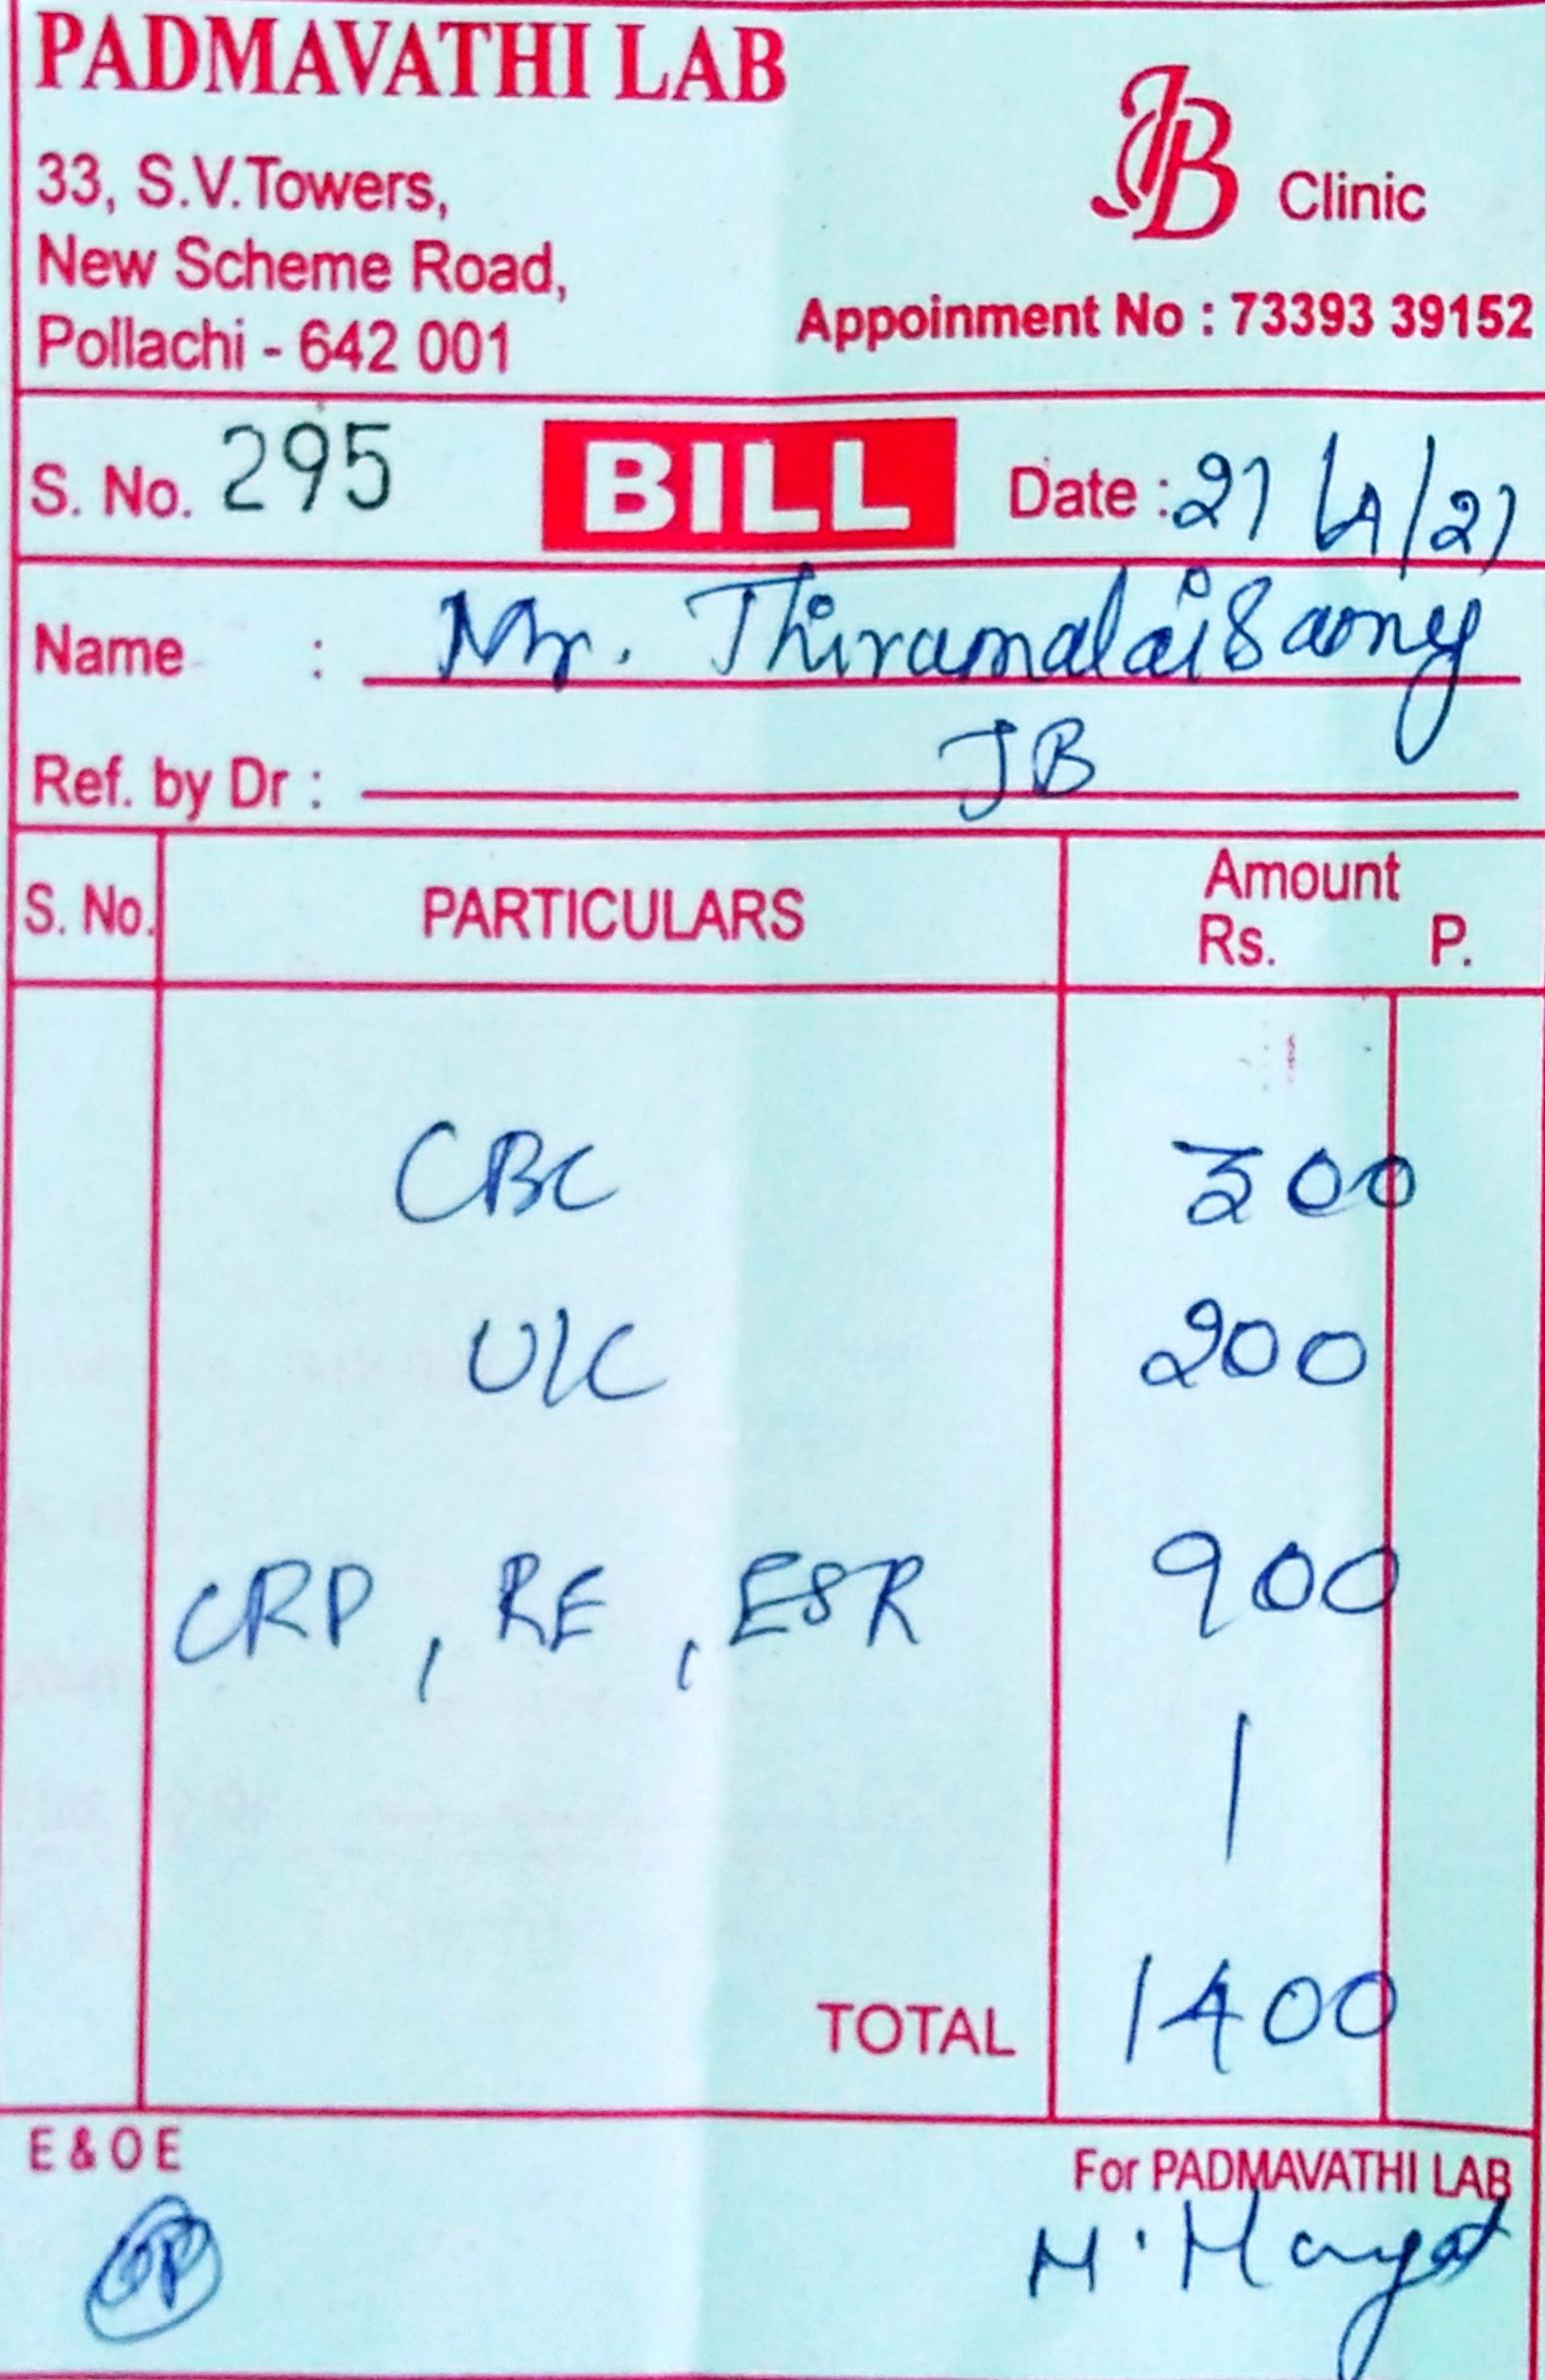 PADMAVATHI LAB
33, S.V.Towers,
New Scheme Road,
Pollachi - 642 001
JB Clinic
Appoinment No : 73393 39152
S. No. 295 BILL Date : 21/4/21
Name : Mr. Thirumalaisamy
Ref. by Dr : JB
S. No. PARTICULARS Amount
Rs. P.
CBC 300
U/C 200
CRP, RE, ESR 900
TOTAL 1400
E & O E
For PADMAVATHI LAB